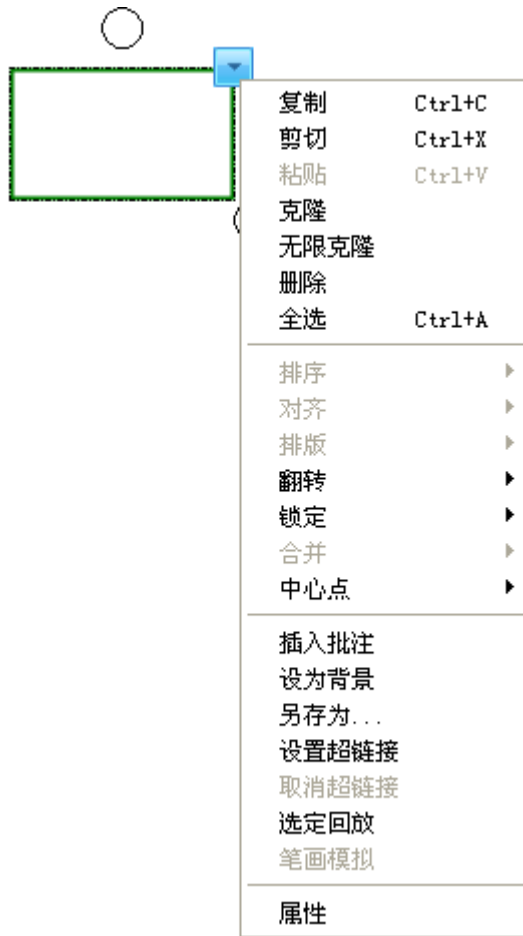 复制 Ctrl+C
剪切 Ctrl+X
粘贴 Ctrl+V
克隆
无限克隆
删除
全选 Ctrl+A
排序
对齐
排版
翻转
锁定
合并
中心点
插入批注
设为背景
另存为...
设置超链接
取消超链接
选定回放
笔画模拟
属性